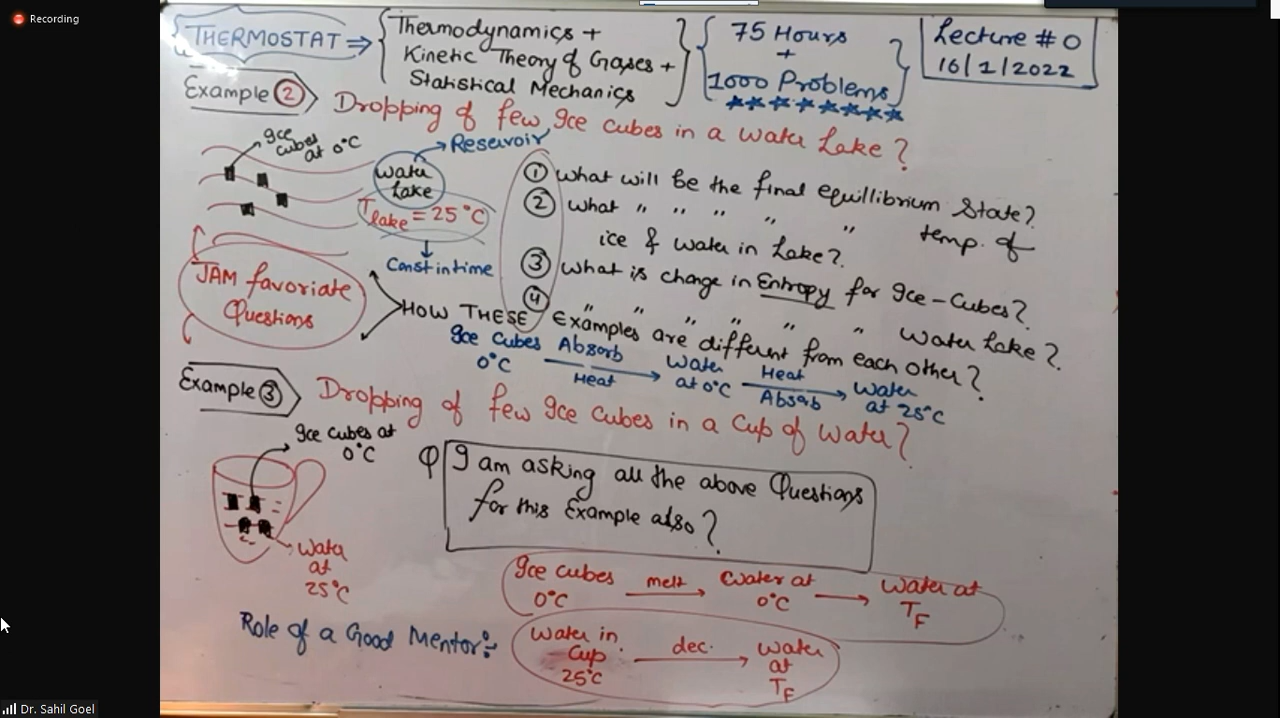 Recording
THERMOSTAT ⇒ Thermodynamics +
Kinetic Theory of Gases +
Statistical Mechanics
75 Hours
+
1000 Problems
Lecture # 0
16/1/2022
Example 2 Dropping of few Ice Cubes in a Water Lake?
Ice
cubes
at 0°C
Water
Lake
Reservoir
T lake = 25°C
Const in time
JAM favoriate
Questions
1 What will be the final equillibrium State?
2 What " " " " " temp. of
ice & Water in Lake?
3 What is change in Entropy for Ice-Cubes?
4 " " " " " " Water Lake?
HOW THESE Examples are different from each other?
Ice Cubes
0°C
Absorb
Heat
Water
at 0°C
Heat
Absorb
Water
at 25°C
Example 3 Dropping of few Ice Cubes in a Cup of Water?
Ice Cubes at
0°C
Water
at
25°C
Q I am asking all the above Questions
for this Example also?
Ice Cubes
0°C
melt
Water at
0°C
Water at
TF
Role of a Good Mentor:-
Water in
Cup
25°C
dec.
Water
at
TF
Dr. Sahil Goel